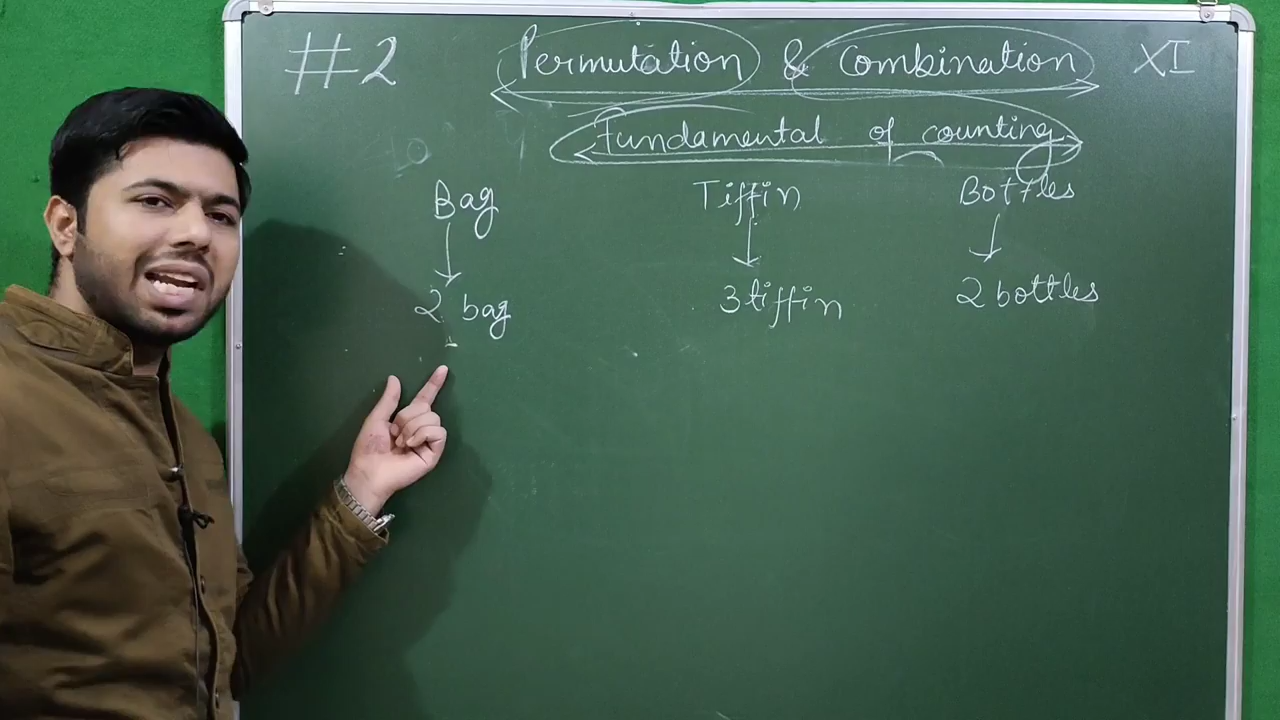 #2 Permutation & Combination XI
Fundamental of counting
Bag Tiffin Bottles
2 bag 3 tiffin 2 bottles